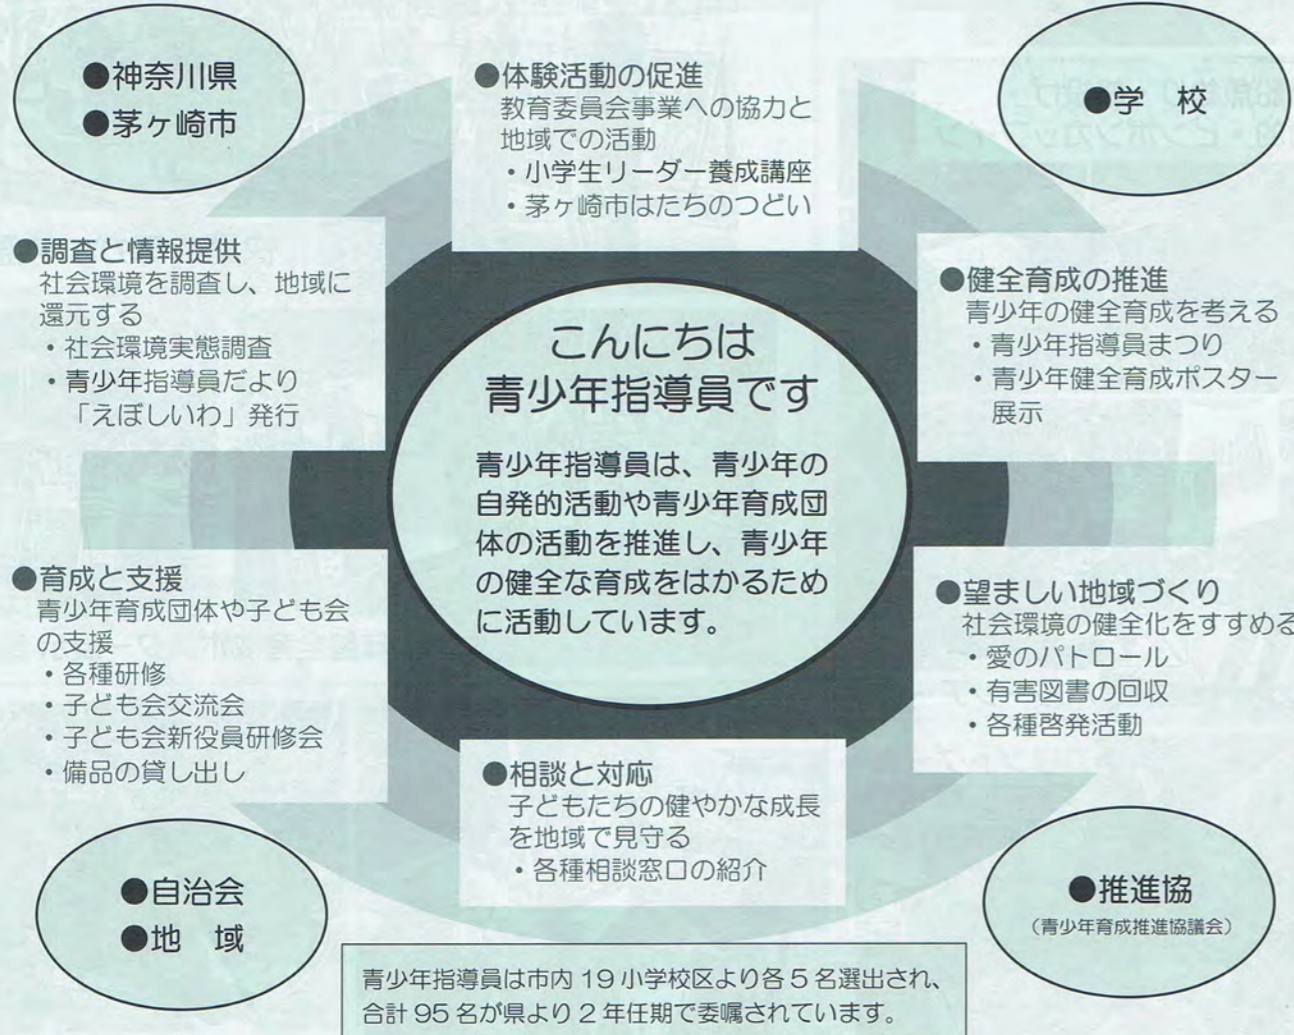 ●神奈川県
●茅ヶ崎市
●体験活動の促進
教育委員会事業への協力と
地域での活動
・小学生リーダー養成講座
・茅ヶ崎市はたちのつどい
●学　校
●調査と情報提供
社会環境を調査し、地域に
還元する
・社会環境実態調査
・青少年指導員だより
「えぼしいわ」発行
●健全育成の推進
青少年の健全育成を考える
・青少年指導員まつり
・青少年健全育成ポスター
展示
こんにちは
青少年指導員です
青少年指導員は、青少年の
自発的活動や青少年育成団
体の活動を推進し、青少年
の健全な育成をはかるため
に活動しています。
●育成と支援
青少年育成団体や子ども会
の支援
・各種研修
・子ども会交流会
・子ども会新役員研修会
・備品の貸し出し
●望ましい地域づくり
社会環境の健全化をすすめる
・愛のパトロール
・有害図書の回収
・各種啓発活動
●相談と対応
子どもたちの健やかな成長
を地域で見守る
・各種相談窓口の紹介
●自治会
●地　域
●推進協
（青少年育成推進協議会）
青少年指導員は市内 19 小学校区より各 5 名選出され、
合計 95 名が県より 2 年任期で委嘱されています。